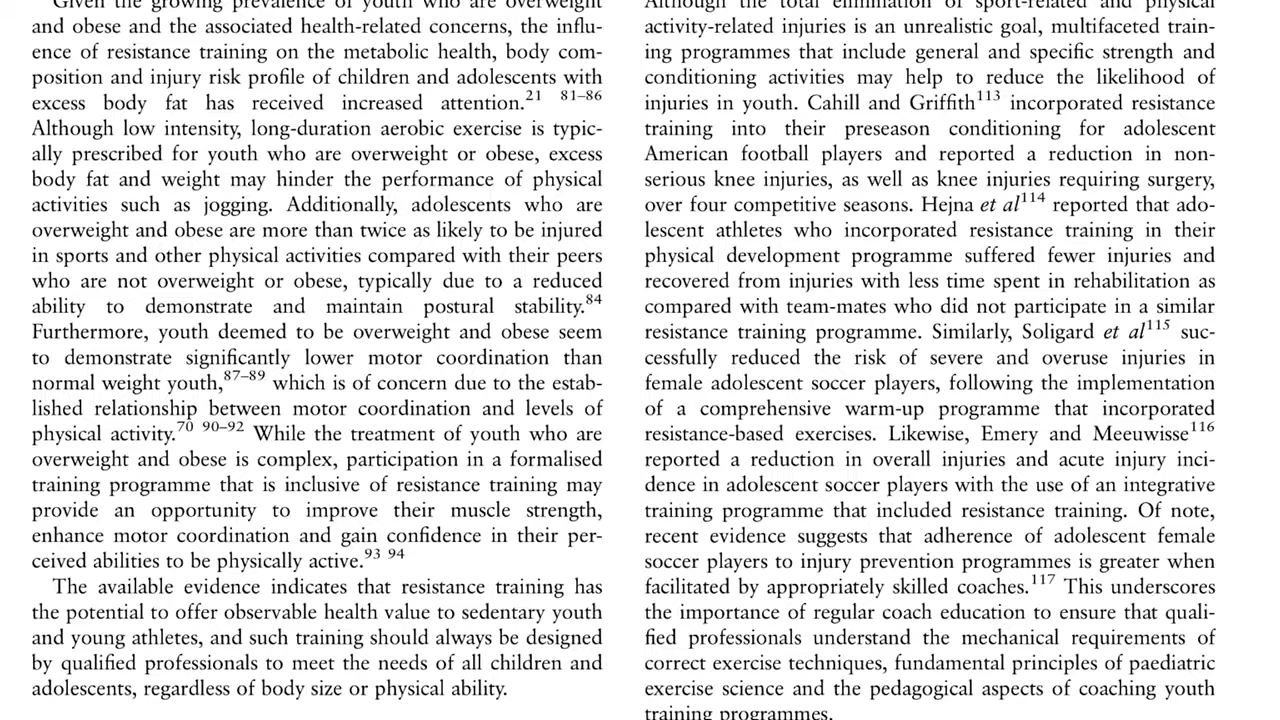 Given the growing prevalence of youth who are overweight
and obese and the associated health-related concerns, the influ-
ence of resistance training on the metabolic health, body com-
position and injury risk profile of children and adolescents with
excess body fat has received increased attention.21 81–86
Although low intensity, long-duration aerobic exercise is typic-
ally prescribed for youth who are overweight or obese, excess
body fat and weight may hinder the performance of physical
activities such as jogging. Additionally, adolescents who are
overweight and obese are more than twice as likely to be injured
in sports and other physical activities compared with their peers
who are not overweight or obese, typically due to a reduced
ability to demonstrate and maintain postural stability.84
Furthermore, youth deemed to be overweight and obese seem
to demonstrate significantly lower motor coordination than
normal weight youth,87–89 which is of concern due to the estab-
lished relationship between motor coordination and levels of
physical activity.70 90–92 While the treatment of youth who are
overweight and obese is complex, participation in a formalised
training programme that is inclusive of resistance training may
provide an opportunity to improve their muscle strength,
enhance motor coordination and gain confidence in their per-
ceived abilities to be physically active.93 94
The available evidence indicates that resistance training has
the potential to offer observable health value to sedentary youth
and young athletes, and such training should always be designed
by qualified professionals to meet the needs of all children and
adolescents, regardless of body size or physical ability.
Although the total elimination of sport-related and physical
activity-related injuries is an unrealistic goal, multifaceted train-
ing programmes that include general and specific strength and
conditioning activities may help to reduce the likelihood of
injuries in youth. Cahill and Griffith113 incorporated resistance
training into their preseason conditioning for adolescent
American football players and reported a reduction in non-
serious knee injuries, as well as knee injuries requiring surgery,
over four competitive seasons. Hejna et al114 reported that ado-
lescent athletes who incorporated resistance training in their
physical development programme suffered fewer injuries and
recovered from injuries with less time spent in rehabilitation as
compared with team-mates who did not participate in a similar
resistance training programme. Similarly, Soligard et al115 suc-
cessfully reduced the risk of severe and overuse injuries in
female adolescent soccer players, following the implementation
of a comprehensive warm-up programme that incorporated
resistance-based exercises. Likewise, Emery and Meeuwisse116
reported a reduction in overall injuries and acute injury inci-
dence in adolescent soccer players with the use of an integrative
training programme that included resistance training. Of note,
recent evidence suggests that adherence of adolescent female
soccer players to injury prevention programmes is greater when
facilitated by appropriately skilled coaches.117 This underscores
the importance of regular coach education to ensure that quali-
fied professionals understand the mechanical requirements of
correct exercise techniques, fundamental principles of paediatric
exercise science and the pedagogical aspects of coaching youth
training programmes.